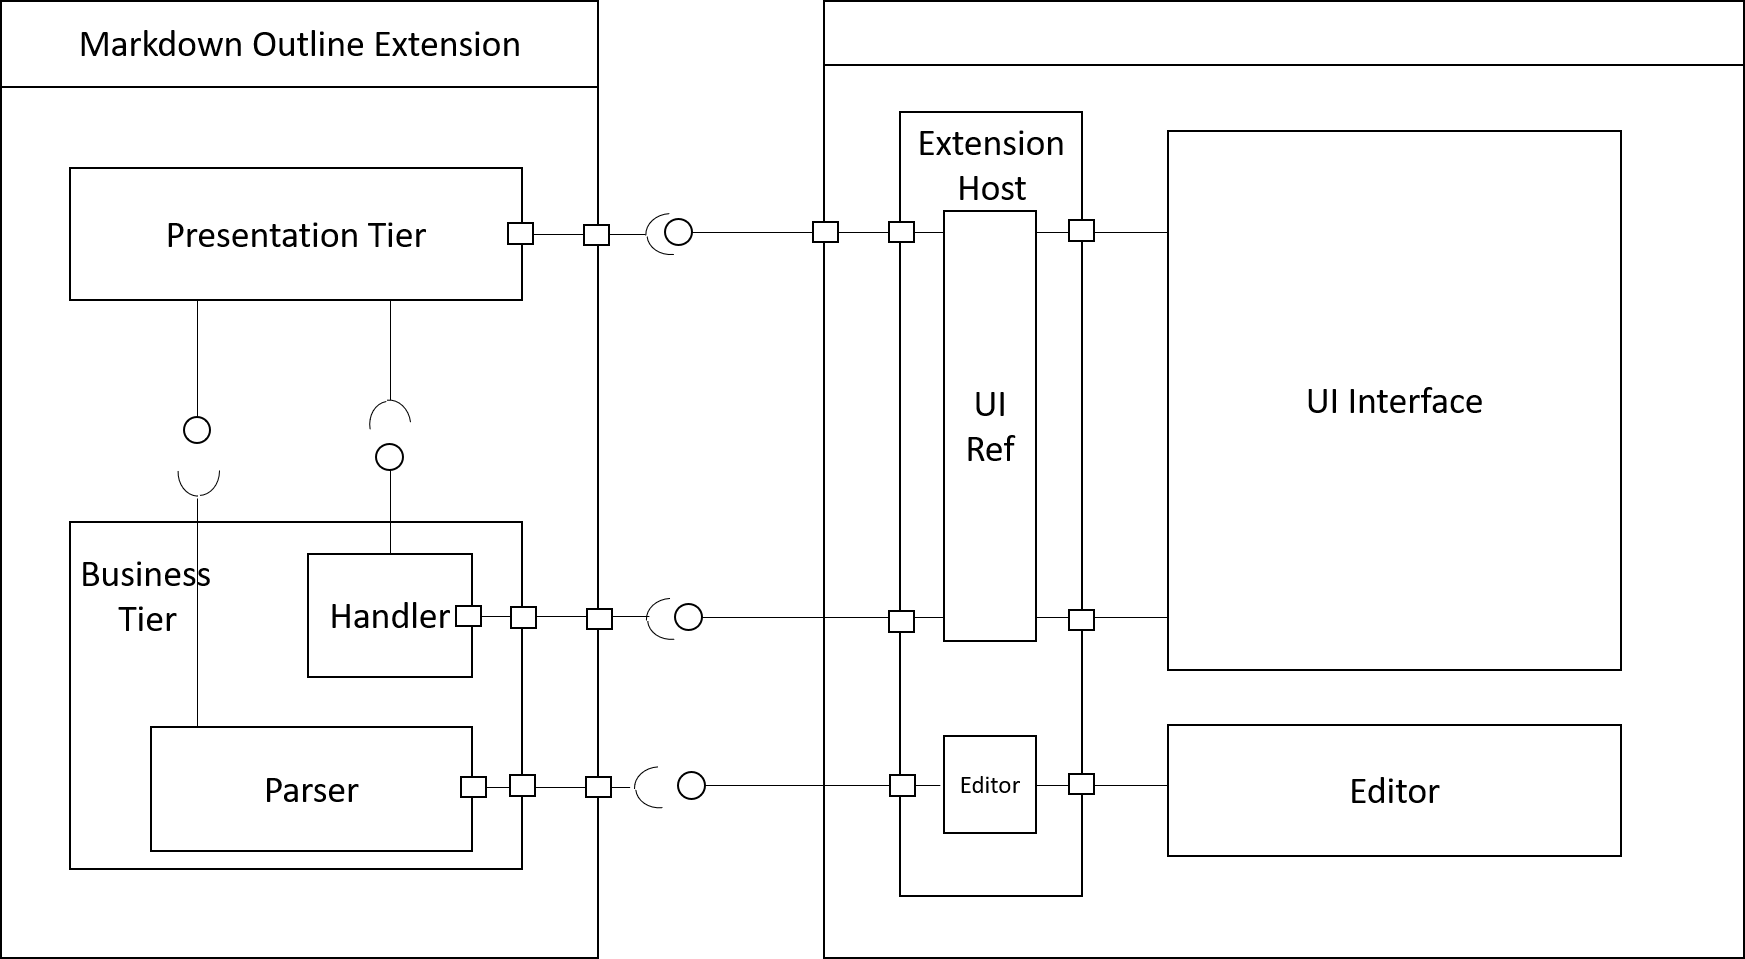 Markdown Outline Extension
Presentation Tier
Business
Tier
Handler
Parser
Extension
Host
UI
Ref
Editor
UI Interface
Editor